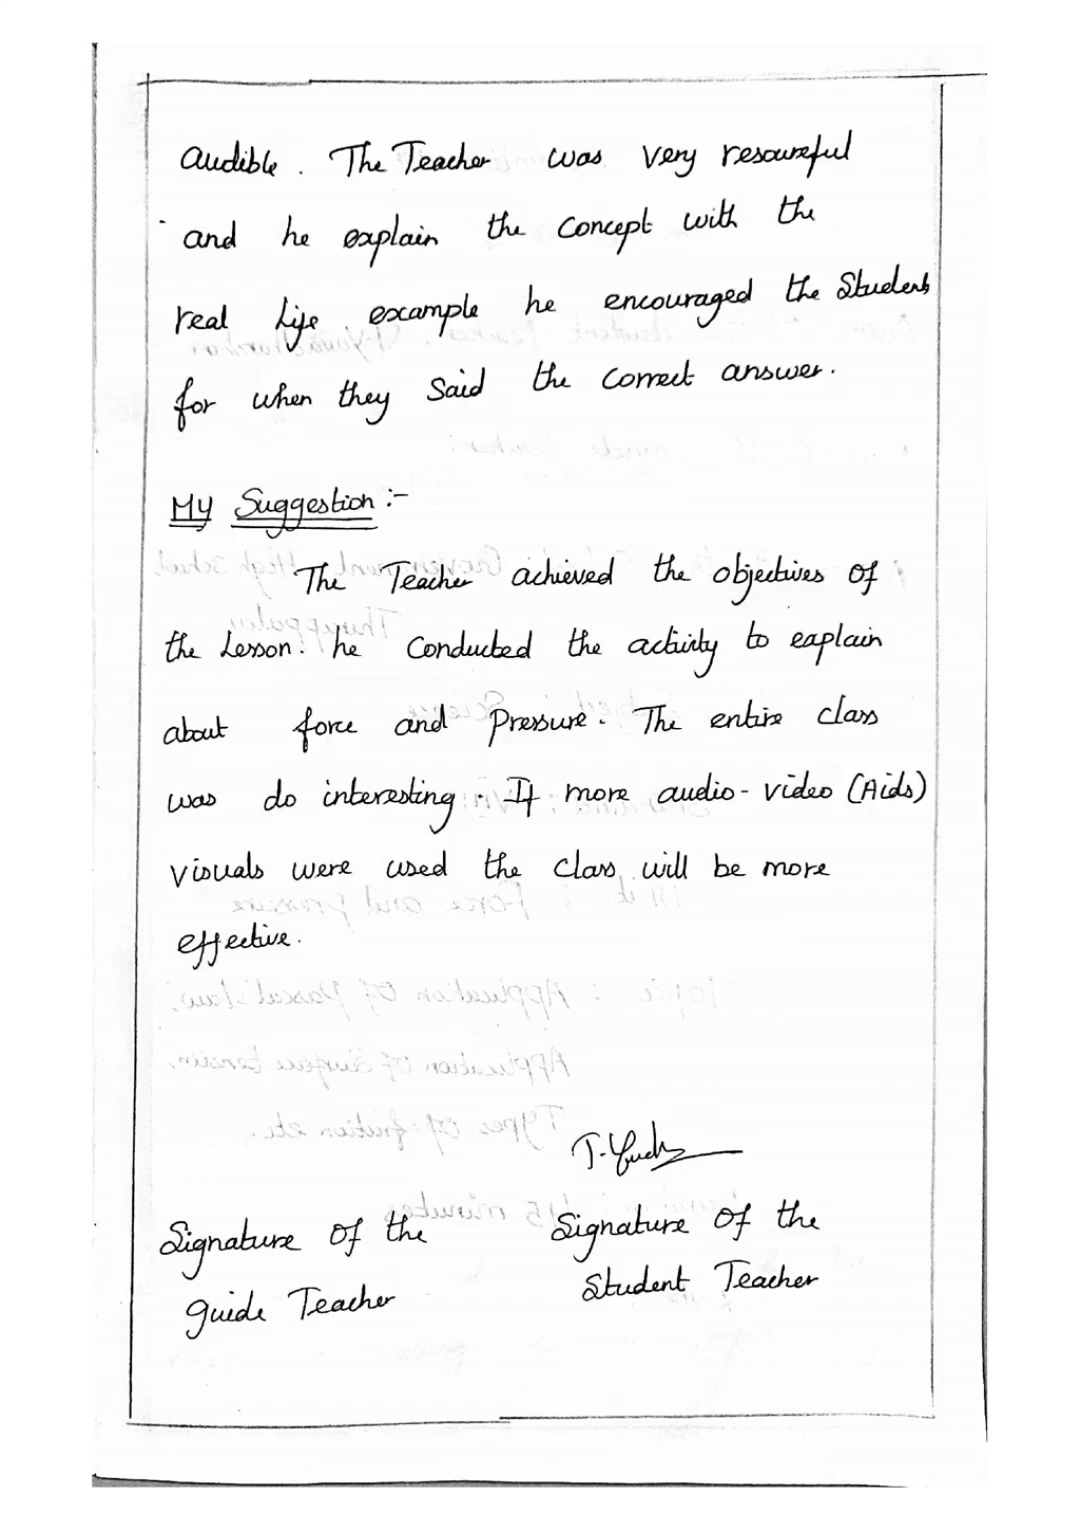 audible. The Teacher was very resourceful
and he explain the concept with the
real Life example he encouraged the Students
for when they Said the correct answer.
My Suggestion :-
The Teacher achieved the objectives of
the Lesson. he conducted the activity to explain
about force and Pressure. The entire class
was do interesting. If more audio-video (Aids)
visuals were used the class will be more
effective.
Signature of the
guide Teacher
Signature of the
Student Teacher